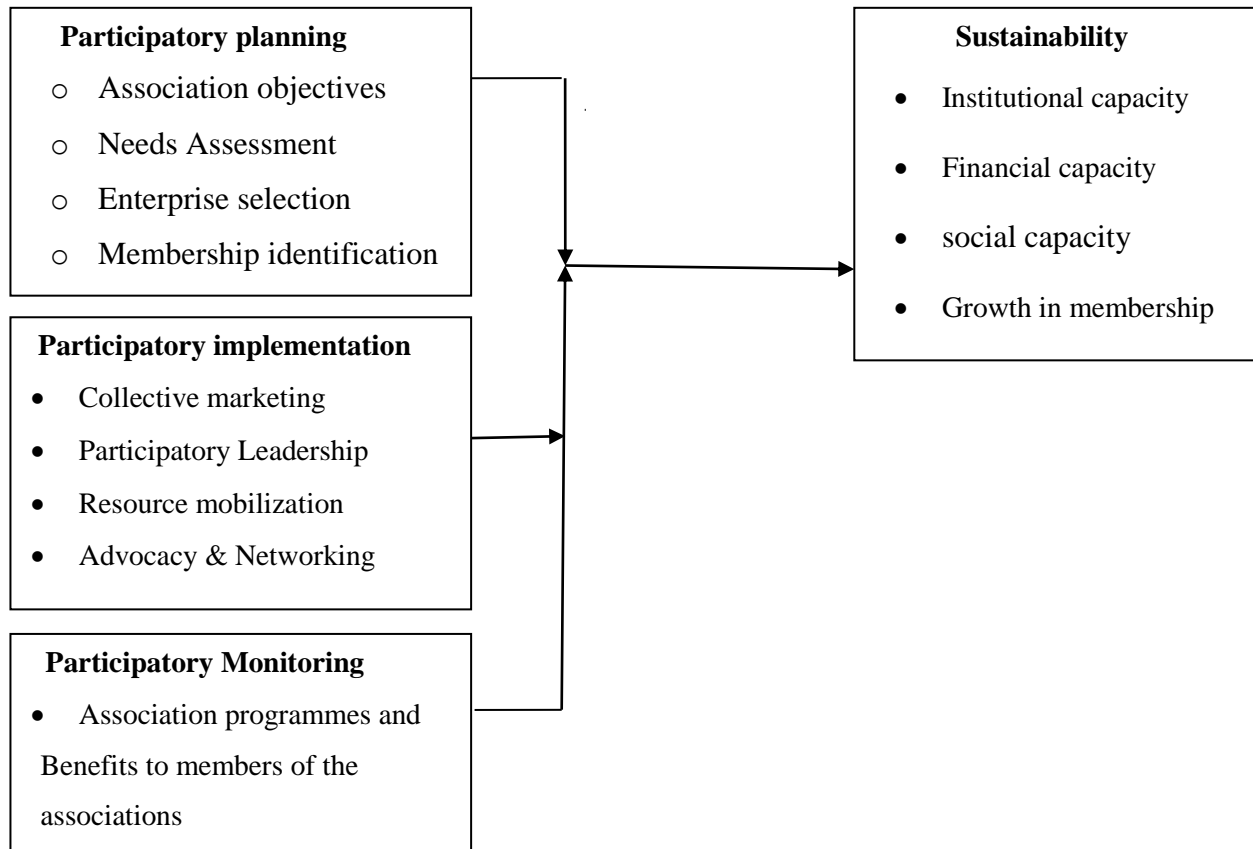 Participatory planning
o Association objectives
o Needs Assessment
o Enterprise selection
o Membership identification
Participatory implementation
• Collective marketing
• Participatory Leadership
• Resource mobilization
• Advocacy & Networking
Participatory Monitoring
• Association programmes and
Benefits to members of the
associations
Sustainability
• Institutional capacity
• Financial capacity
• social capacity
• Growth in membership